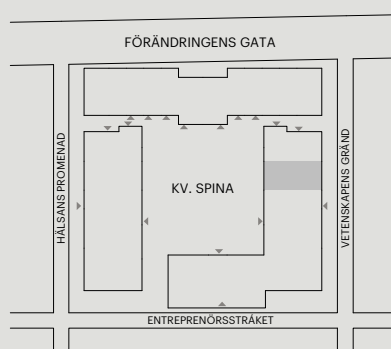 FÖRÄNDRINGENS GATA
HÄLSANS PROMENAD
KV. SPINA
VETENSKAPENS GRÄND
ENTREPRENÖRSSTRÅKET